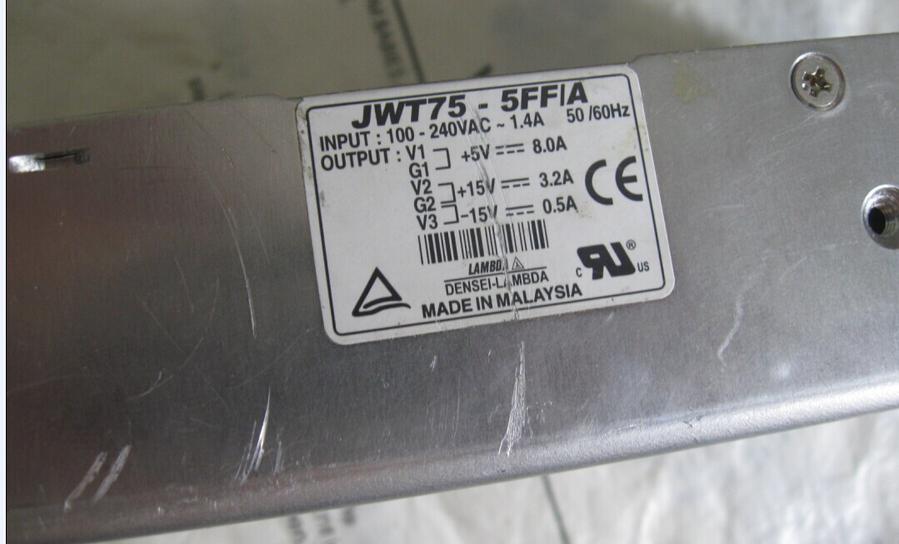 JWT75 - 5FF/A
INPUT : 100 - 240VAC ~ 1.4A 50 /60Hz
OUTPUT : V1 +5V ⎓ 8.0A
G1
V2 +15V ⎓ 3.2A
G2
V3 -15V ⎓ 0.5A
CE
LAMBDA
DENSEI-LAMBDA
C RU ® US
MADE IN MALAYSIA